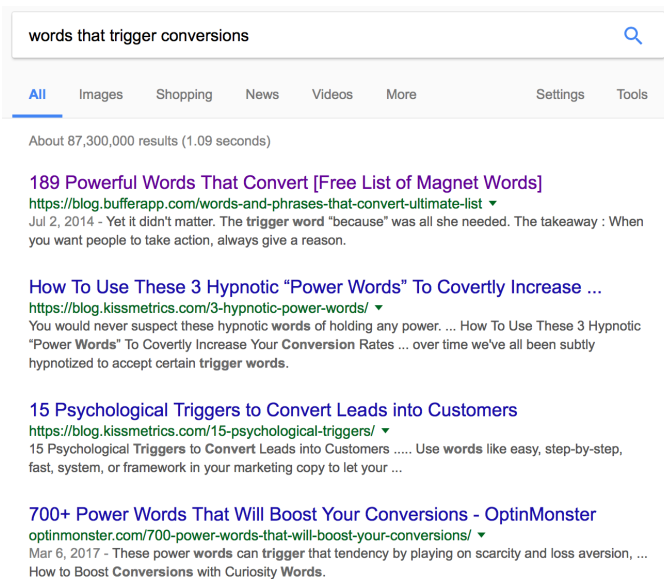 words that trigger conversions
All Images Shopping News Videos More Settings Tools
About 87,300,000 results (1.09 seconds)
189 Powerful Words That Convert [Free List of Magnet Words]
https://blog.bufferapp.com/words-and-phrases-that-convert-ultimate-list
Jul 2, 2014 - Yet it didn't matter. The trigger word “because” was all she needed. The takeaway : When
you want people to take action, always give a reason.
How To Use These 3 Hypnotic “Power Words” To Covertly Increase ...
https://blog.kissmetrics.com/3-hypnotic-power-words/
You would never suspect these hypnotic words of holding any power. ... How To Use These 3 Hypnotic
“Power Words” To Covertly Increase Your Conversion Rates ... over time we've all been subtly
hypnotized to accept certain trigger words.
15 Psychological Triggers to Convert Leads into Customers
https://blog.kissmetrics.com/15-psychological-triggers/
15 Psychological Triggers to Convert Leads into Customers ..... Use words like easy, step-by-step,
fast, system, or framework in your marketing copy to let your ...
700+ Power Words That Will Boost Your Conversions - OptinMonster
optinmonster.com/700-power-words-that-will-boost-your-conversions/
Mar 6, 2017 - These power words can trigger that tendency by playing on scarcity and loss aversion, ...
How to Boost Conversions with Curiosity Words.